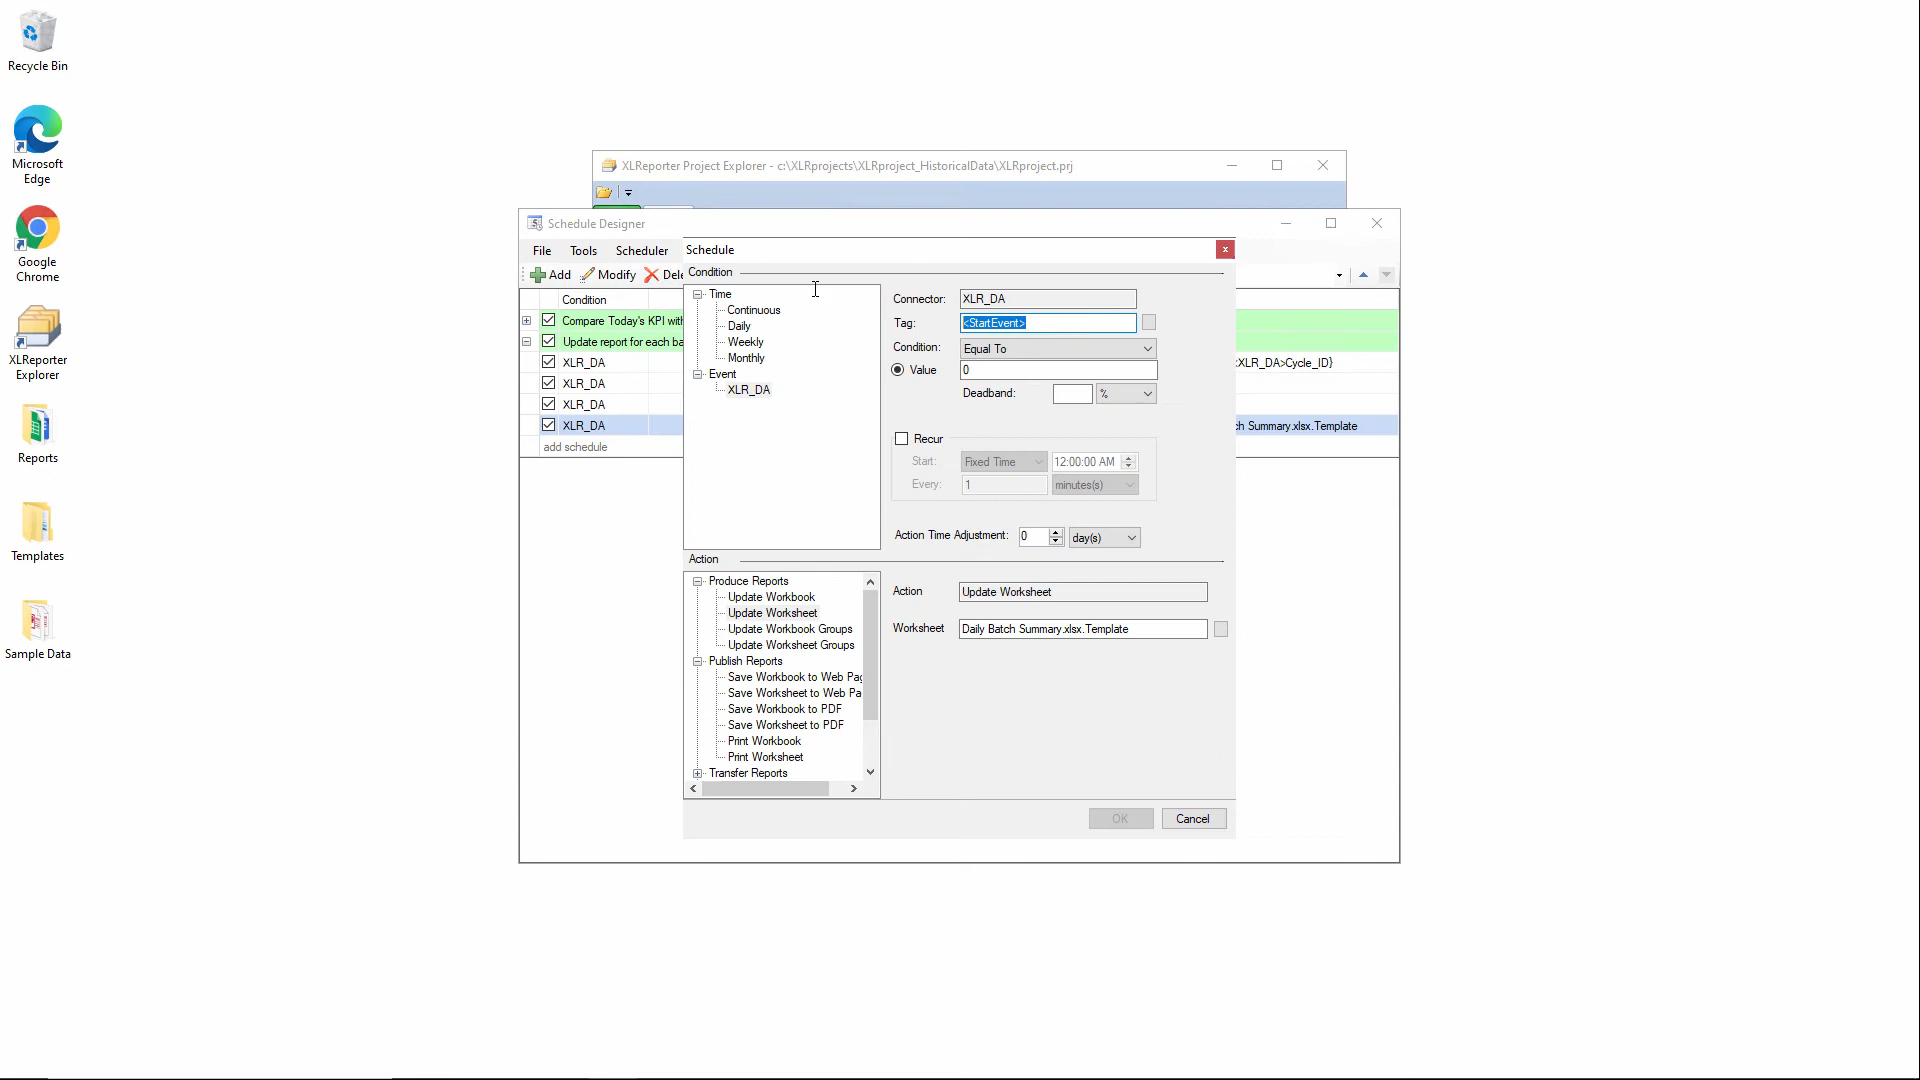 Recycle Bin
Microsoft
Edge
Google
Chrome
XLReporter
Explorer
Reports
Templates
Sample Data
XLReporter Project Explorer - c:\XLRprojects\XLRproject_HistoricalData\XLRproject.prj
Schedule Designer
File Tools Scheduler
Add Modify Dele
Condition
Compare Today's KPI with
Update report for each ba
XLR_DA
XLR_DA
XLR_DA
XLR_DA
add schedule
XLR_DA>Cycle_ID}
ch Summary.xlsx.Template
Schedule
x
Condition
Time
Continuous
Daily
Weekly
Monthly
Event
XLR_DA
Connector: XLR_DA
Tag: <StartEvent>
Condition: Equal To
Value 0
Deadband: %
Recur
Start: Fixed Time 12:00:00 AM
Every: 1 minutes(s)
Action Time Adjustment: 0 day(s)
Action
Produce Reports
Update Workbook
Update Worksheet
Update Workbook Groups
Update Worksheet Groups
Publish Reports
Save Workbook to Web Pag
Save Worksheet to Web Pa
Save Workbook to PDF
Save Worksheet to PDF
Print Workbook
Print Worksheet
Transfer Reports
Action Update Worksheet
Worksheet Daily Batch Summary.xlsx.Template
OK Cancel